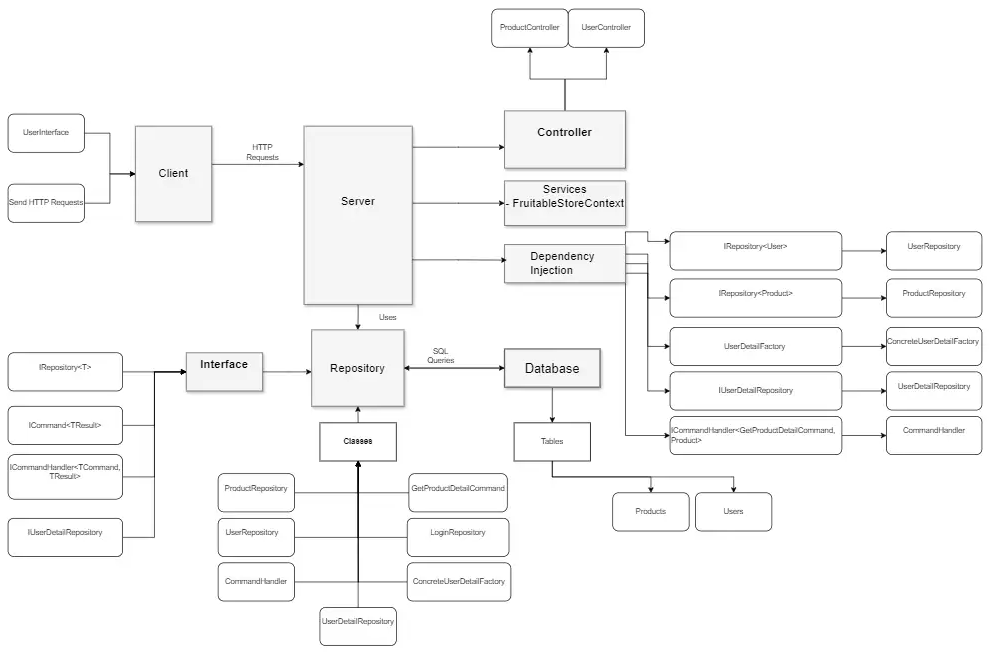 ProductController
UserController
Controller
UserInterface
HTTP
Requests
Client
Send HTTP Requests
Server
Services
- FruitableStoreContext
Dependency
Injection
IRepository<User>
UserRepository
IRepository<Product>
ProductRepository
Uses
UserDetailFactory
ConcreteUserDetailFactory
SQL
Queries
Interface
Repository
Database
IRepository<T>
IUserDetailRepository
UserDetailRepository
ICommand<TResult>
ICommandHandler<GetProductDetailCommand,
Product>
CommandHandler
Classes
Tables
ICommandHandler<TCommand,
TResult>
ProductRepository
GetProductDetailCommand
Products
Users
IUserDetailRepository
UserRepository
LoginRepository
CommandHandler
ConcreteUserDetailFactory
UserDetailRepository